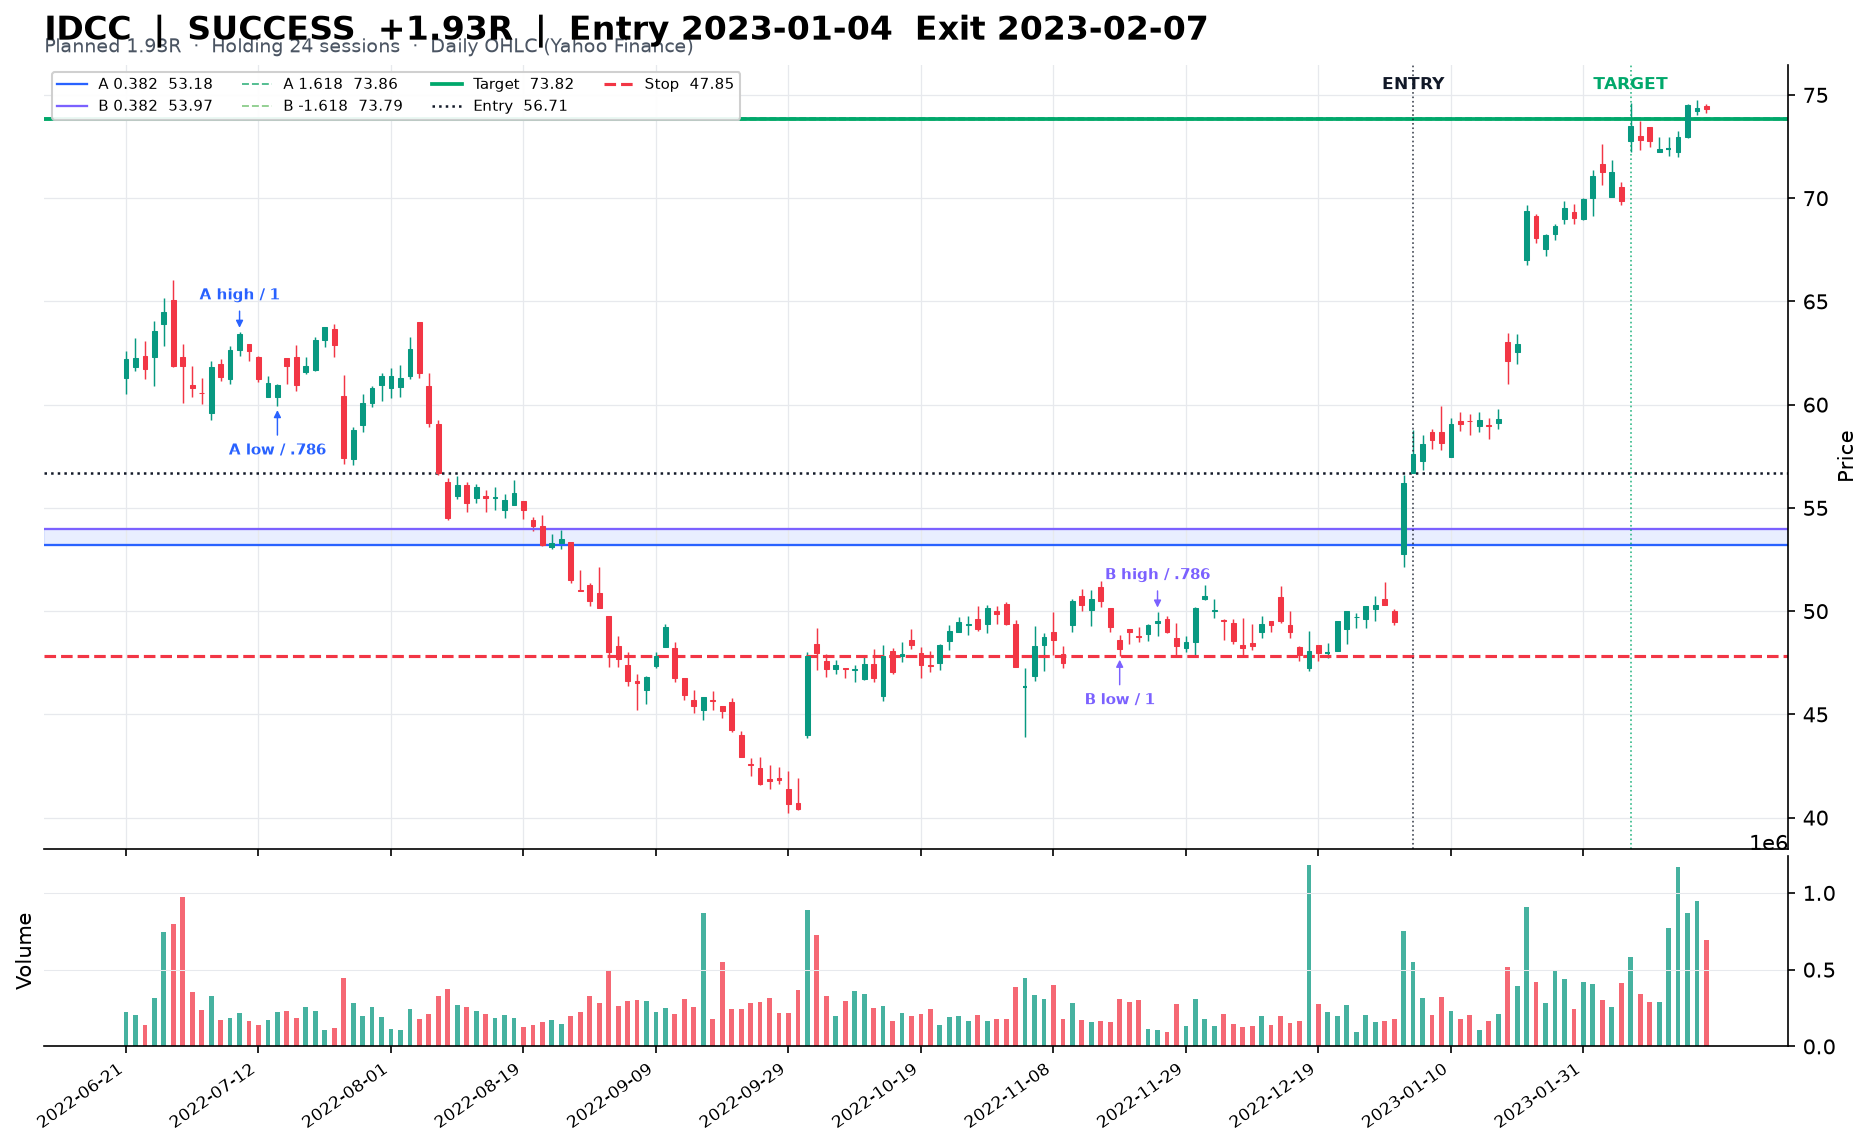 IDCC | SUCCESS +1.93R | Entry 2023-01-04 Exit 2023-02-07
Planned 1.93R · Holding 24 sessions · Daily OHLC (Yahoo Finance)
A 0.382 53.18
A 1.618 73.86
Target 73.82
Stop 47.85
B 0.382 53.97
B -1.618 73.79
Entry 56.71
ENTRY
TARGET
A high / 1
A low / .786
B high / .786
B low / 1
75
70
65
60
55
50
45
40
Price
1e6
1.0
0.5
0.0
Volume
2022-06-21
2022-07-12
2022-08-01
2022-08-19
2022-09-09
2022-09-29
2022-10-19
2022-11-08
2022-11-29
2022-12-19
2023-01-10
2023-01-31